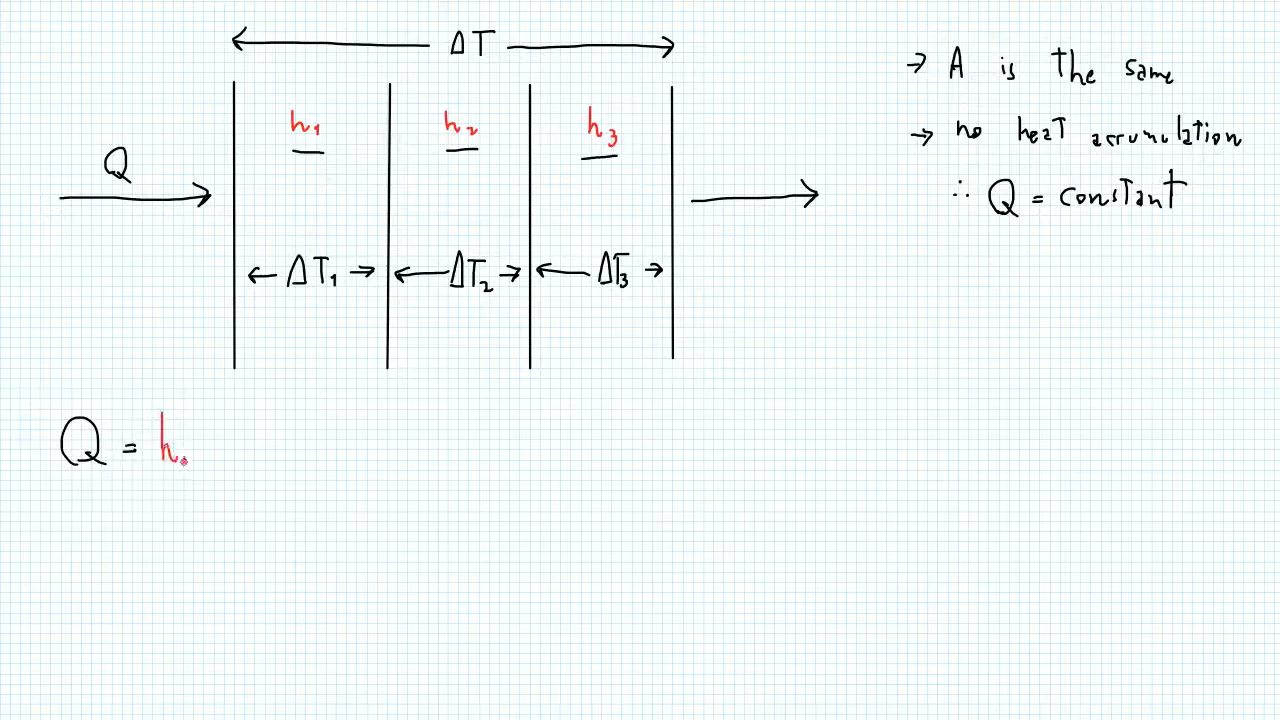 ΔT
→ A is the same
h₁ h₂ h₃
→ no heat accumulation
Q
∴ Q = constant
ΔT₁ ΔT₂ ΔT₃
Q = h.